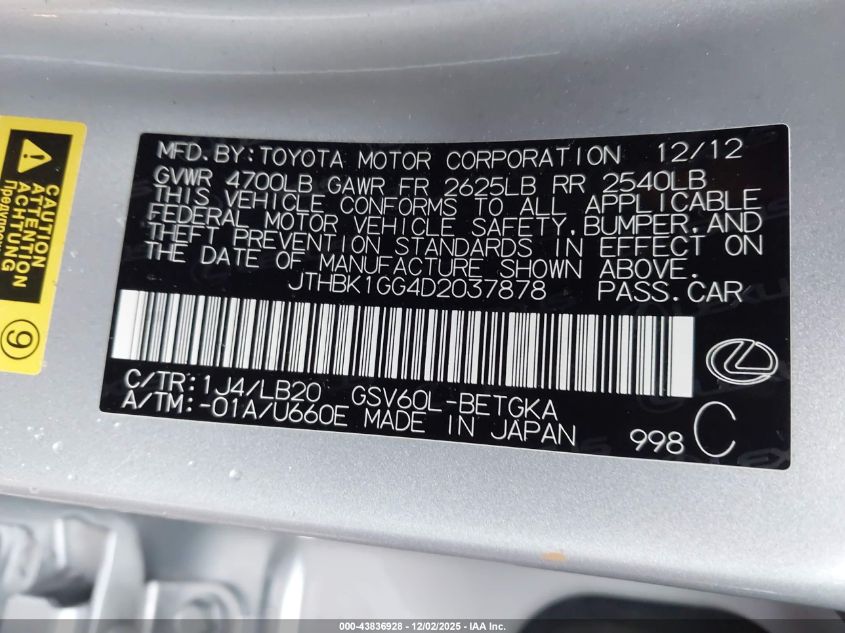 CAUTION
ATTENTION
ACHTUNG
9
MFD.BY:TOYOTA MOTOR CORPORATION 12/12
GVWR 4700LB GAWR FR 2625LB RR 2540LB
THIS VEHICLE CONFORMS TO ALL APPLICABLE
FEDERAL MOTOR VEHICLE SAFETY,BUMPER,AND
THEFT PREVENTION STANDARDS IN EFFECT ON
THE DATE OF MANUFACTURE SHOWN ABOVE.
JTHBK1GG4D2037878 PASS.CAR
C/TR:1J4/LB20 GSV60L-BETGKA
A/TM:-01A/U660E MADE IN JAPAN
998 C
000-43836928 - 12/02/2025 - IAA Inc.